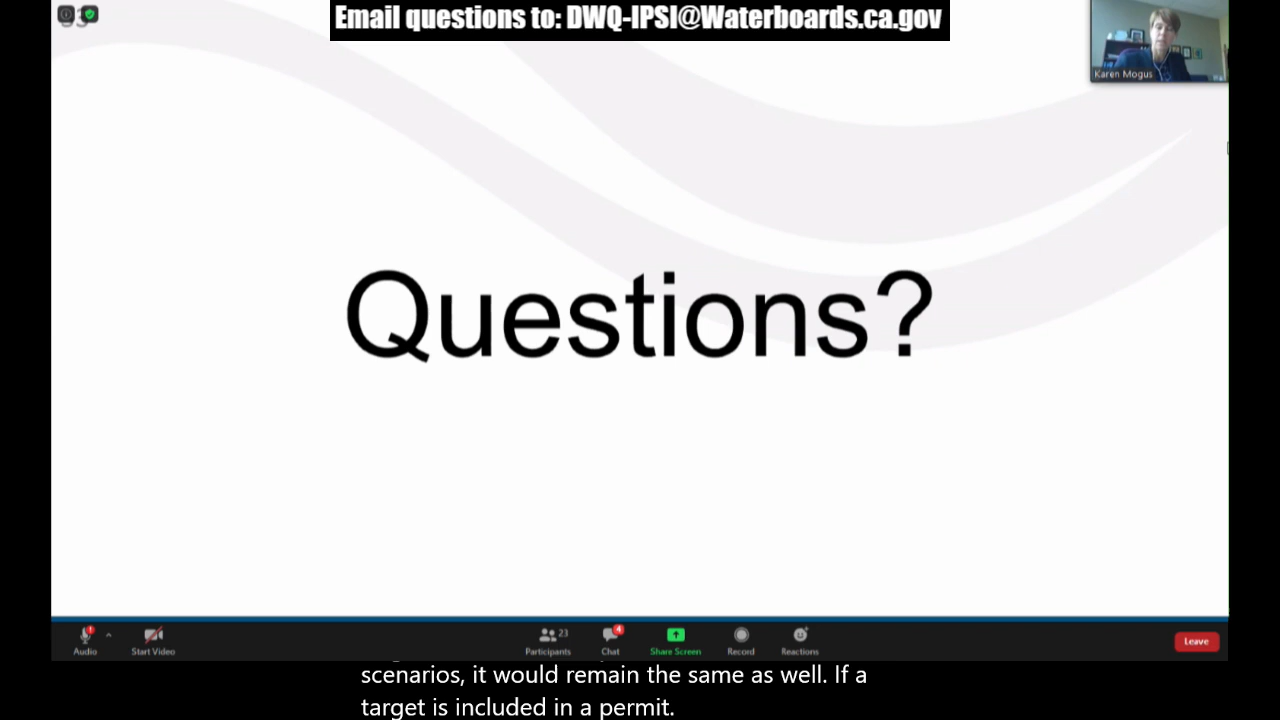 Email questions to: DWQ-IPSI@Waterboards.ca.gov
Karen Mogus
Questions?
Audio
Start Video
23
Participants
4
Chat
Share Screen
Record
Reactions
Leave
scenarios, it would remain the same as well. If a
target is included in a permit.